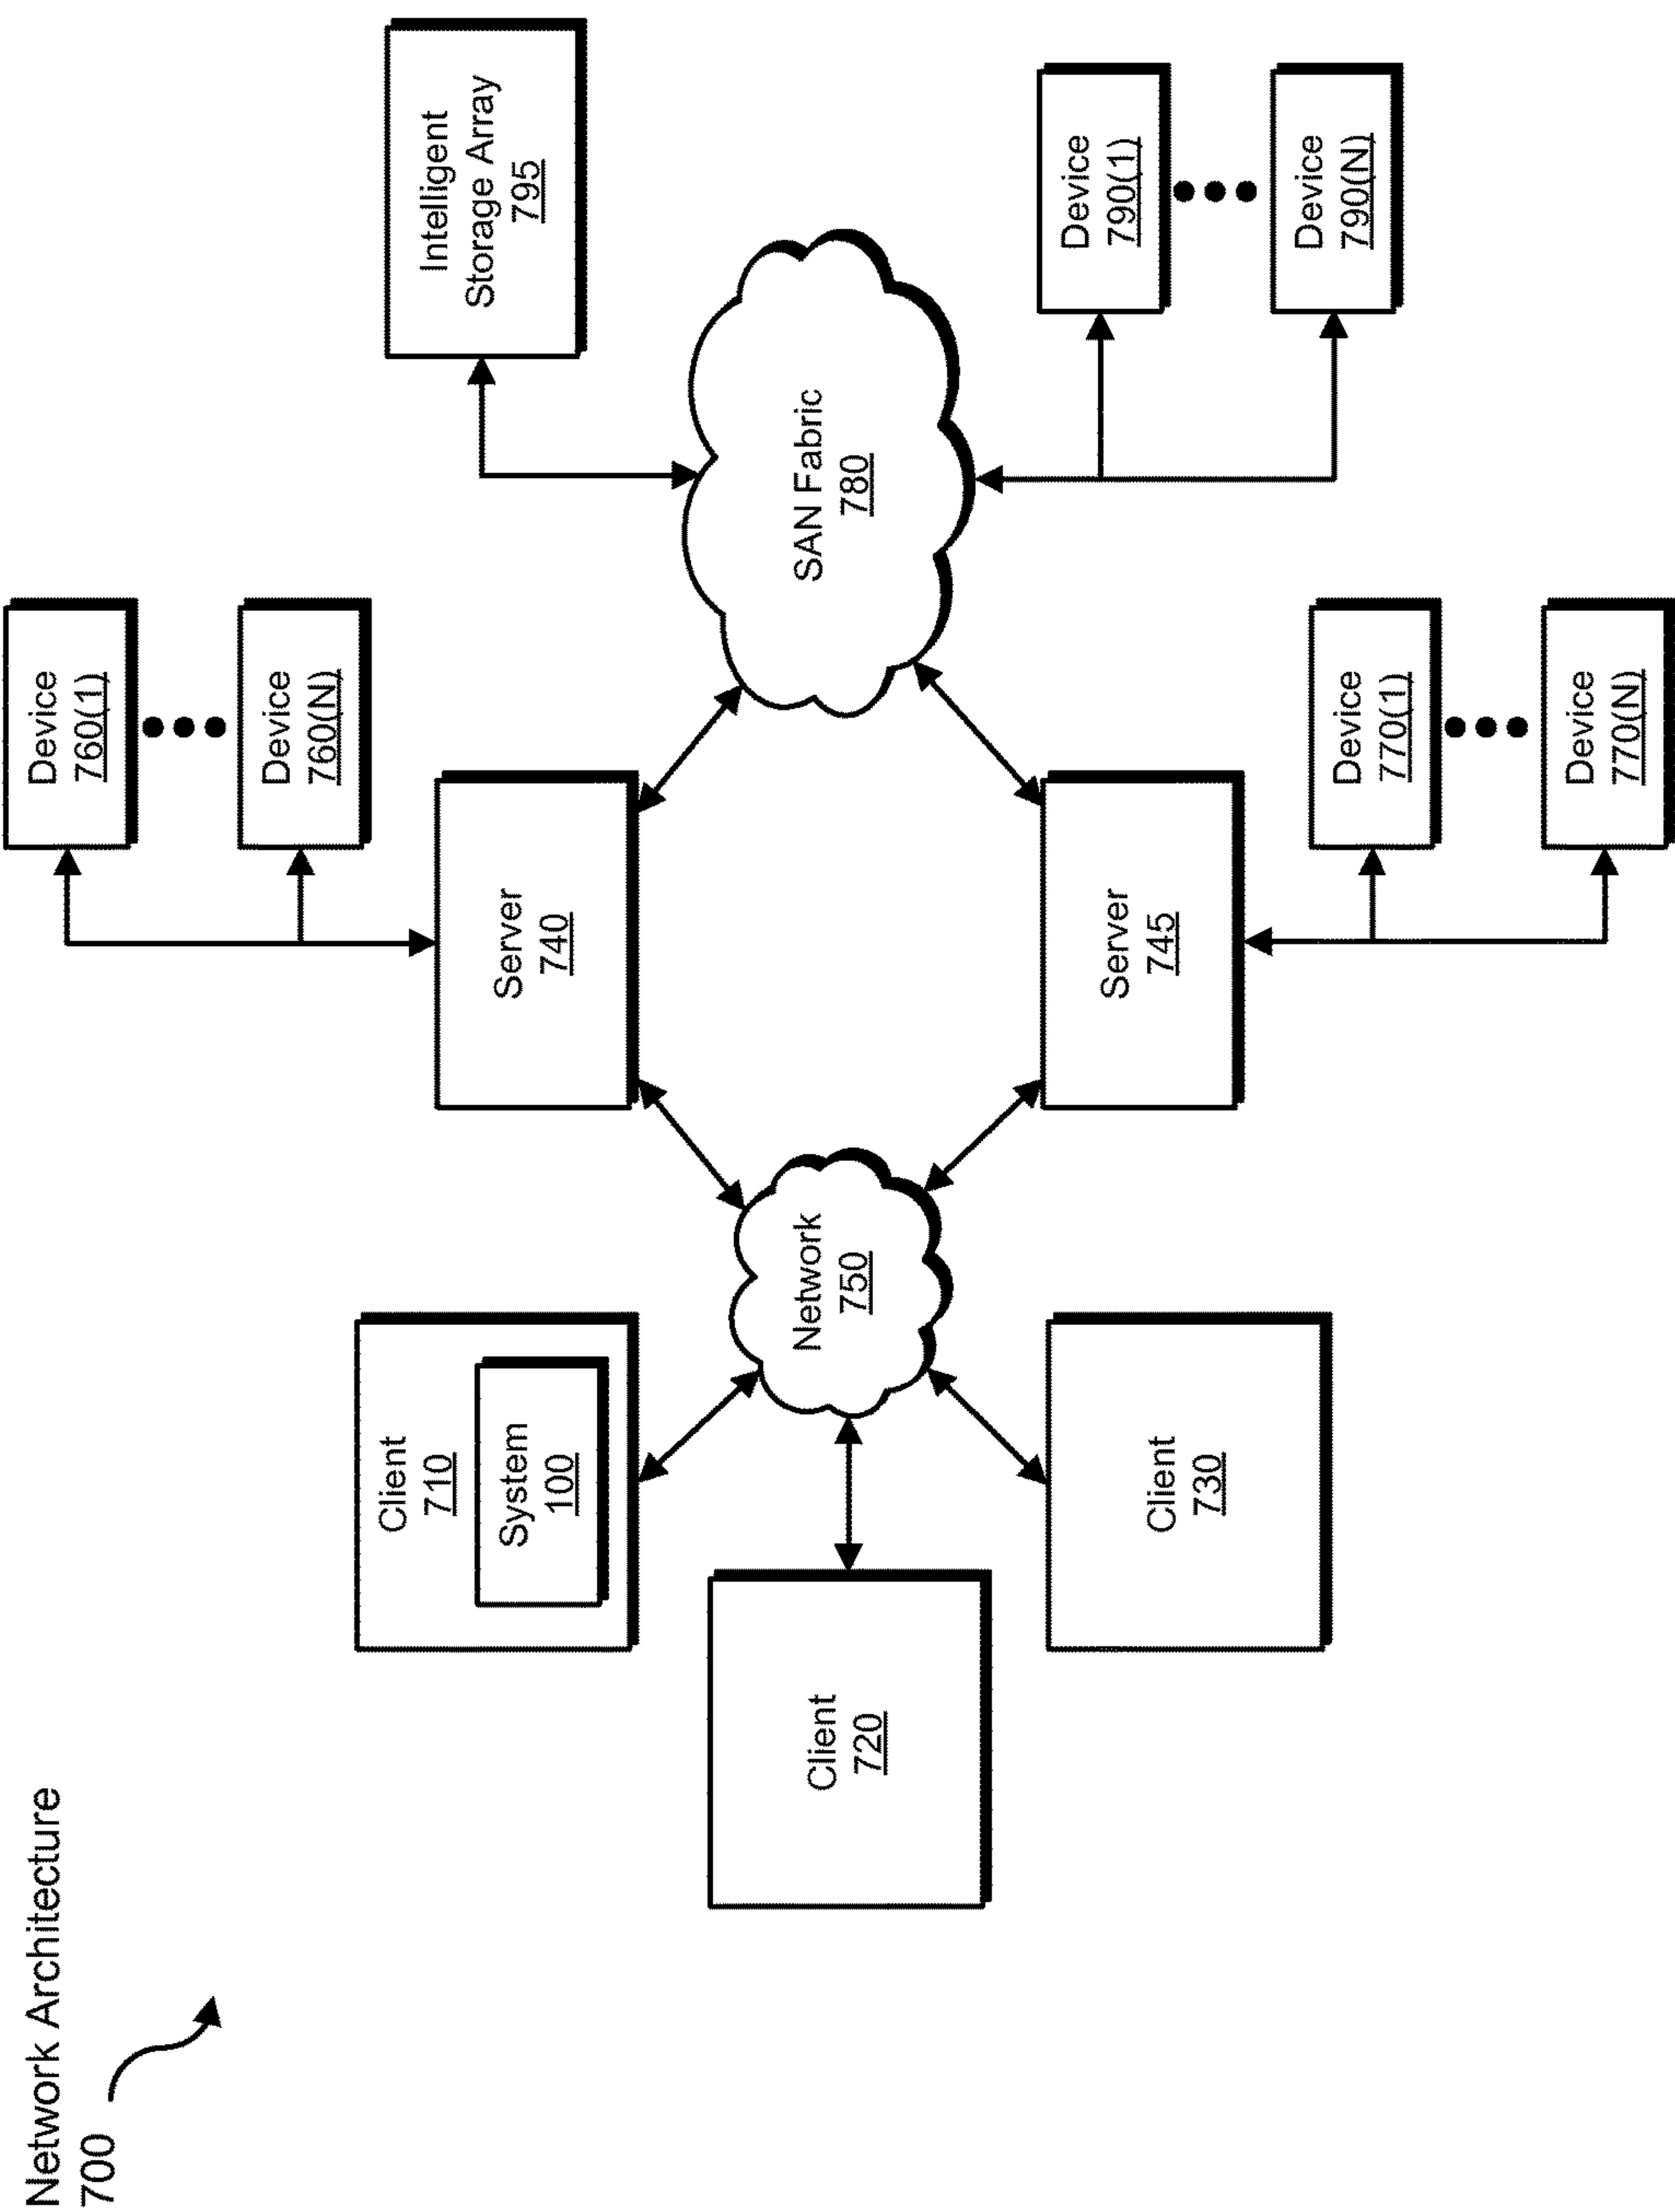 Network Architecture
700
Client
710
System
100
Client
720
Client
730
Network
750
Server
740
Server
745
Device
760(1)
Device
760(N)
Device
770(1)
Device
770(N)
SAN Fabric
780
Intelligent
Storage Array
795
Device
790(1)
Device
790(N)